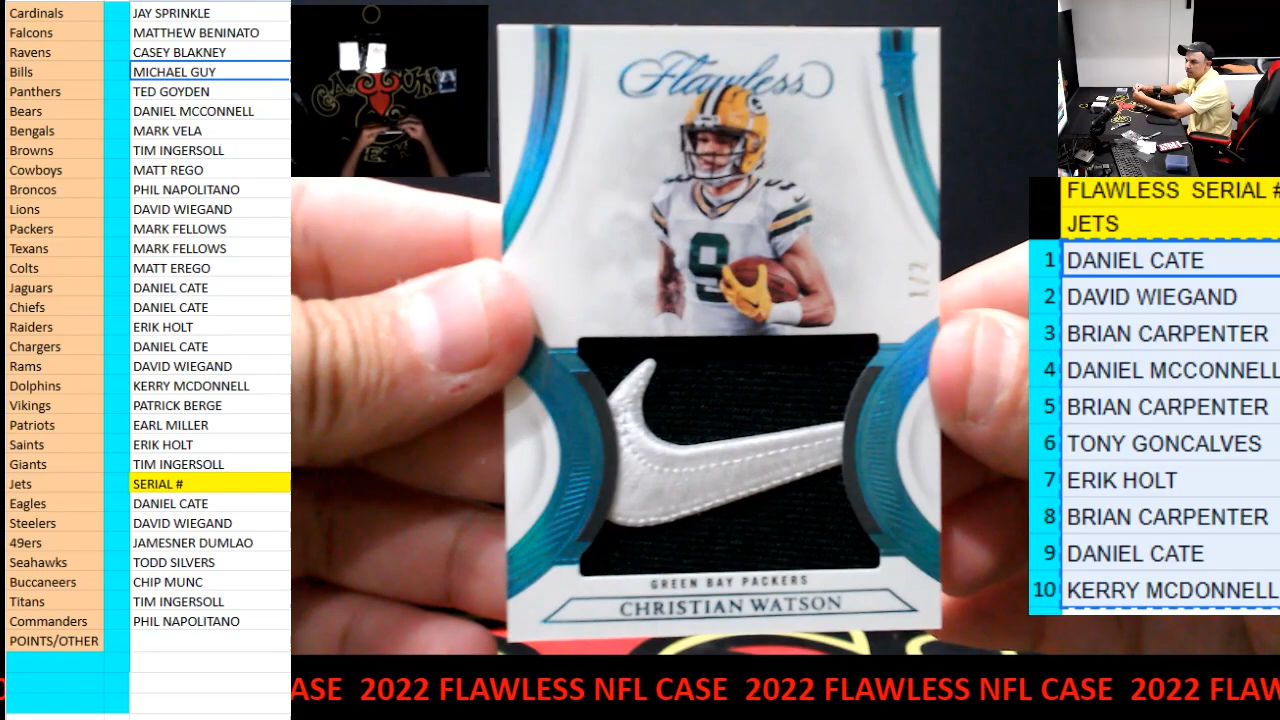 Cardinals JAY SPRINKLE
Falcons MATTHEW BENINATO
Ravens CASEY BLAKNEY
Bills MICHAEL GUY
Panthers TED GOYDEN
Bears DANIEL MCCONNELL
Bengals MARK VELA
Browns TIM INGERSOLL
Cowboys MATT REGO
Broncos PHIL NAPOLITANO
Lions DAVID WIEGAND
Packers MARK FELLOWS
Texans MARK FELLOWS
Colts MATT EREGO
Jaguars DANIEL CATE
Chiefs DANIEL CATE
Raiders ERIK HOLT
Chargers DANIEL CATE
Rams DAVID WIEGAND
Dolphins KERRY MCDONNELL
Vikings PATRICK BERGE
Patriots EARL MILLER
Saints ERIK HOLT
Giants TIM INGERSOLL
Jets SERIAL #
Eagles DANIEL CATE
Steelers DAVID WIEGAND
49ers JAMESNER DUMLAO
Seahawks TODD SILVERS
Buccaneers CHIP MUNC
Titans TIM INGERSOLL
Commanders PHIL NAPOLITANO
POINTS/OTHER
Flawless
G
9
1/2
GREEN BAY PACKERS
CHRISTIAN WATSON
FLAWLESS SERIAL #
JETS
1 DANIEL CATE
2 DAVID WIEGAND
3 BRIAN CARPENTER
4 DANIEL MCCONNELL
5 BRIAN CARPENTER
6 TONY GONCALVES
7 ERIK HOLT
8 BRIAN CARPENTER
9 DANIEL CATE
10 KERRY MCDONNELL
ASE 2022 FLAWLESS NFL CASE 2022 FLAWLESS NFL CASE 2022 FLAW